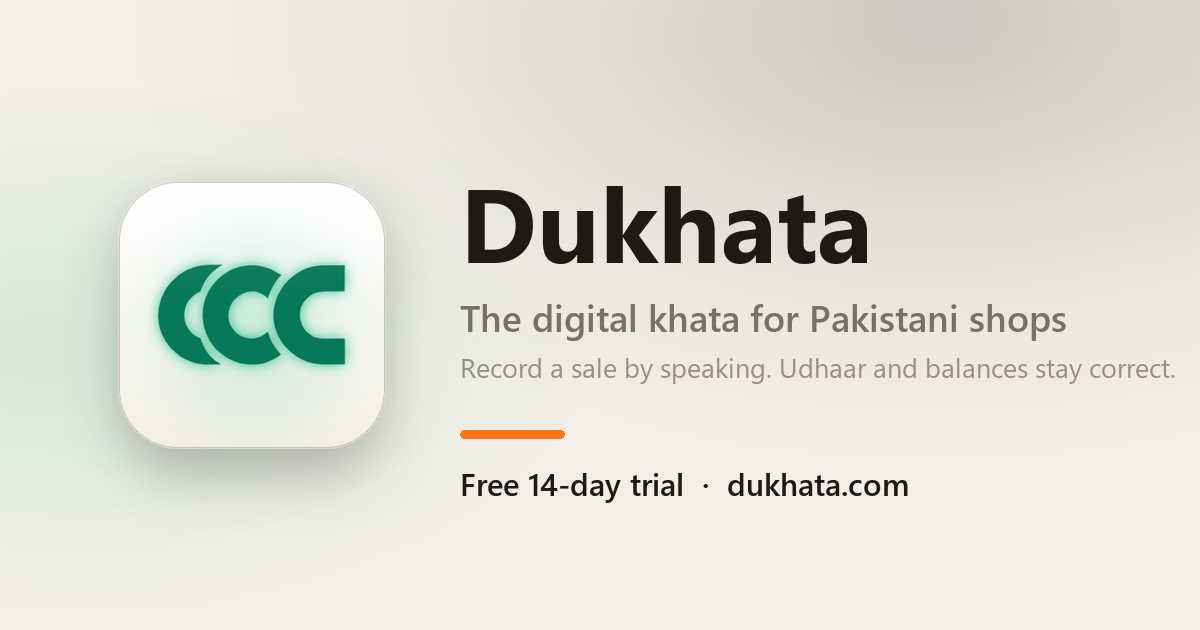 Dukhata
The digital khata for Pakistani shops
Record a sale by speaking. Udhaar and balances stay correct.
Free 14-day trial · dukhata.com